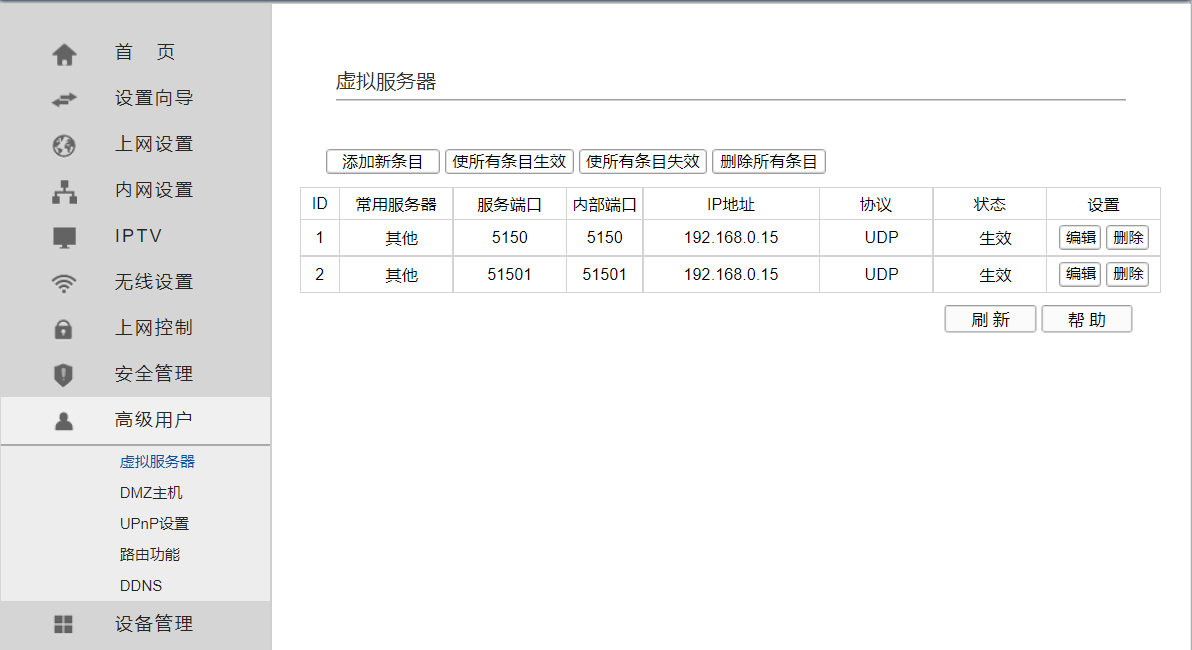 首 页
设置向导
上网设置
内网设置
IPTV
无线设置
上网控制
安全管理
高级用户
虚拟服务器
DMZ主机
UPnP设置
路由功能
DDNS
设备管理
虚拟服务器
添加新条目 使所有条目生效 使所有条目失效 删除所有条目
ID 常用服务器 服务端口 内部端口 IP地址 协议 状态 设置
1 其他 5150 5150 192.168.0.15 UDP 生效 编辑 删除
2 其他 51501 51501 192.168.0.15 UDP 生效 编辑 删除
刷 新 帮 助